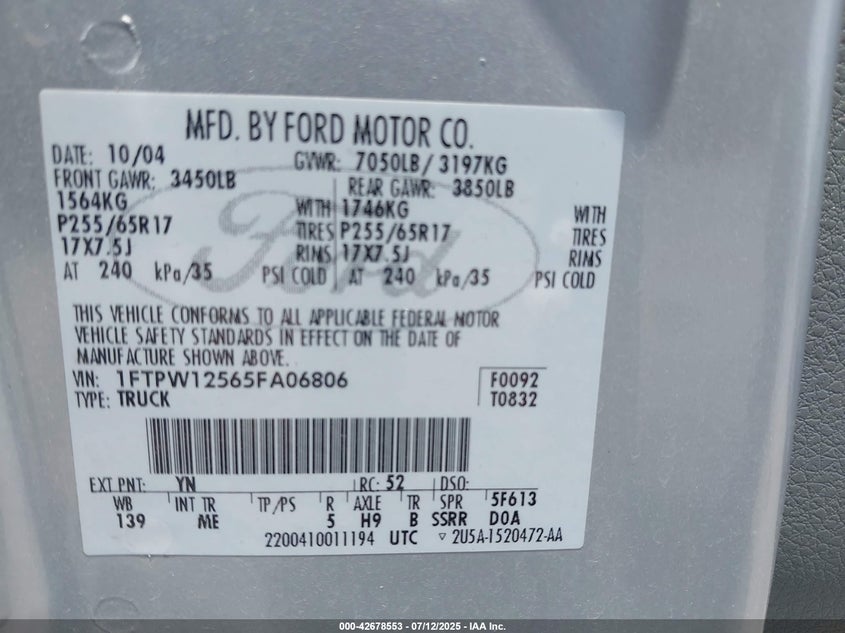 MFD. BY FORD MOTOR CO.
DATE: 10/04 GVWR: 7050LB/ 3197KG
FRONT GAWR: 3450LB REAR GAWR: 3850LB
1564KG WITH 1746KG WITH
P255/65R17 TIRES P255/65R17 TIRES
17X7.5J RIMS 17X7.5J RIMS
AT 240 kPa/35 PSI COLD AT 240 kPa/35 PSI COLD
Ford
THIS VEHICLE CONFORMS TO ALL APPLICABLE FEDERAL MOTOR
VEHICLE SAFETY STANDARDS IN EFFECT ON THE DATE OF
MANUFACTURE SHOWN ABOVE.
VIN: 1FTPW12565FA06806 F0092
TYPE: TRUCK T0832
EXT PNT: YN RC: 52 DSO:
WB INT TR TP/PS R AXLE TR SPR 5F613
139 ME 5 H9 B SSRR DOA
2200410011194 UTC ▽ 2U5A-1520472-AA
000-42678553 - 07/12/2025 - IAA Inc.